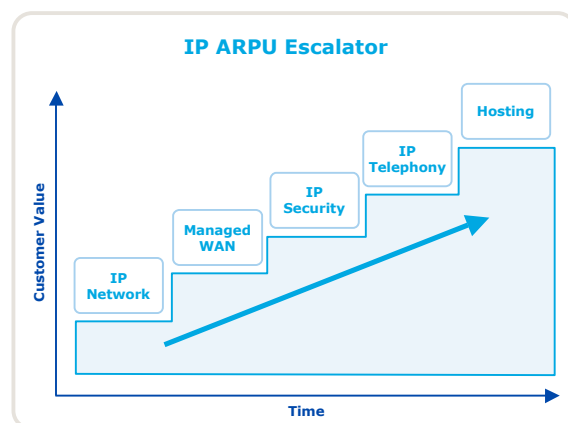 IP ARPU Escalator
Hosting
IP
Telephony
IP
Security
Managed
WAN
IP
Network
Customer Value
Time